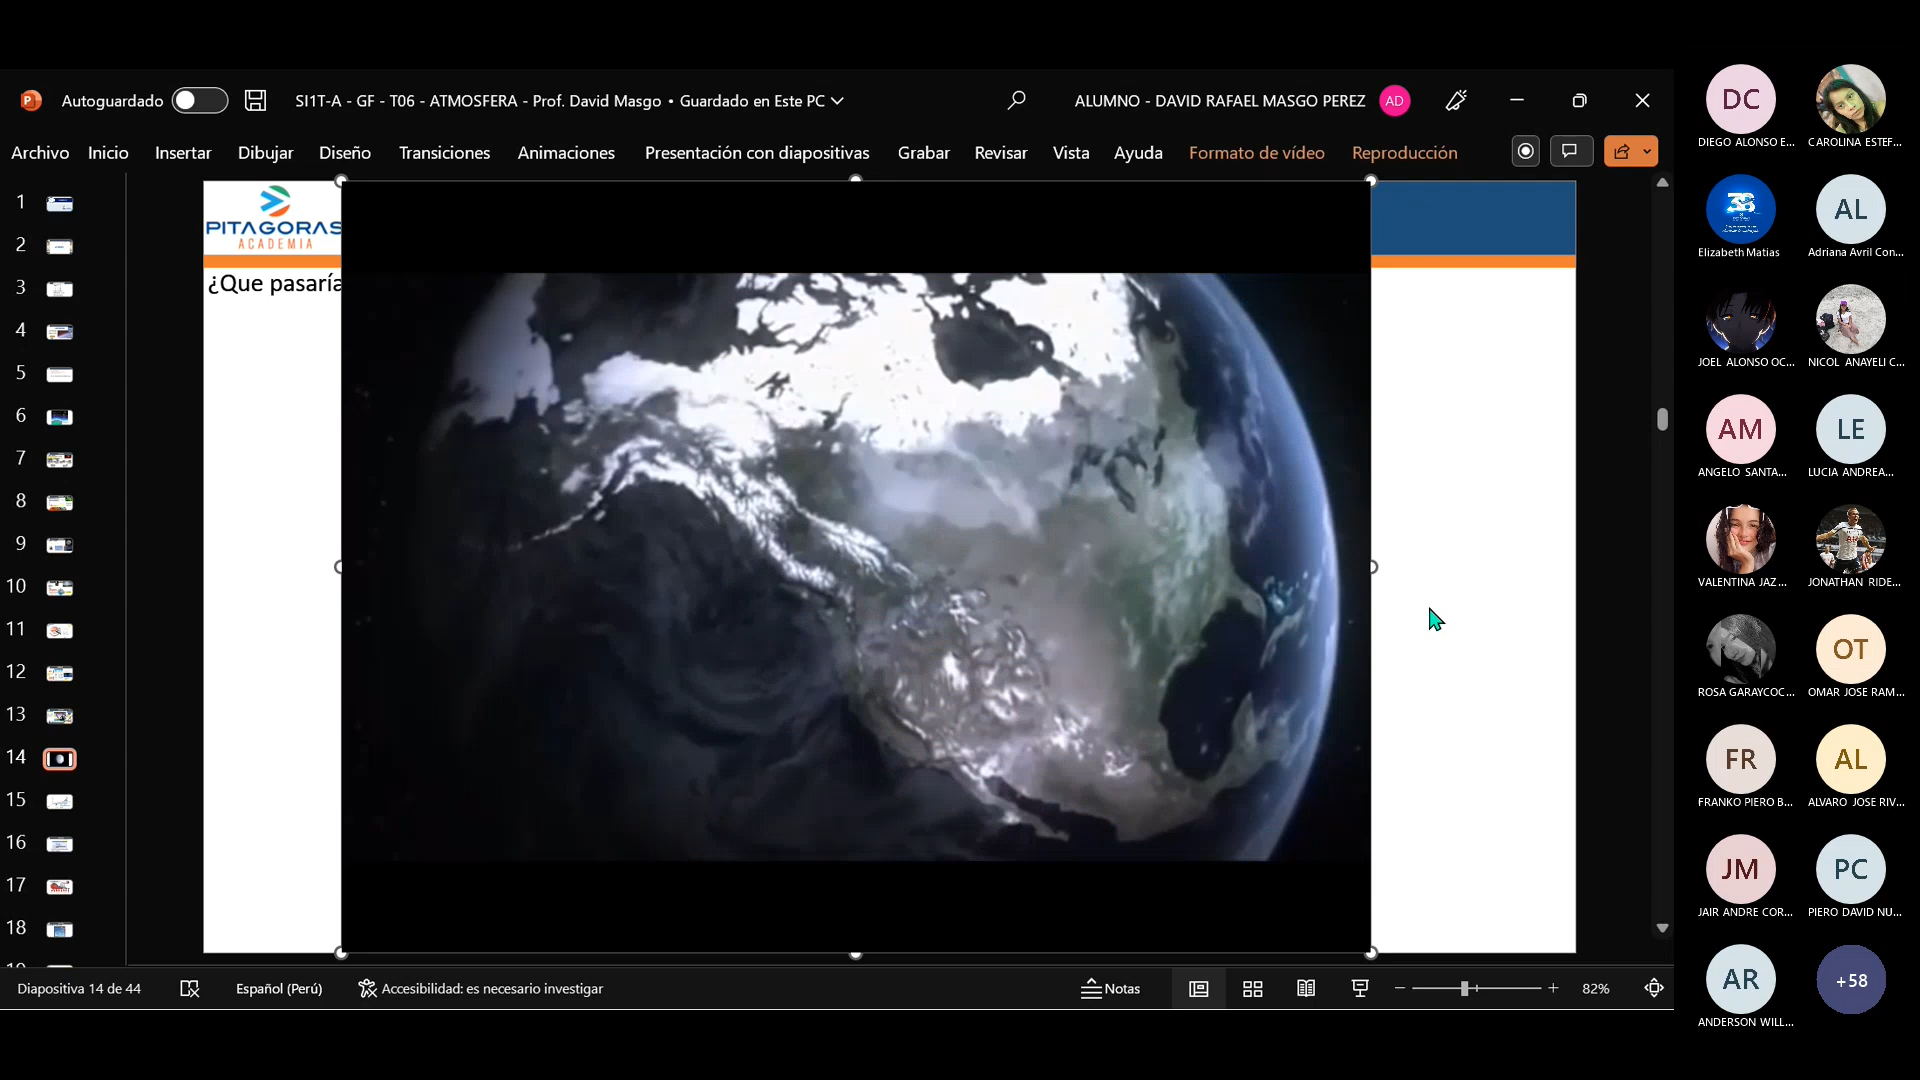 Autoguardado
SI1T-A - GF - T06 - ATMOSFERA - Prof. David Masgo • Guardado en Este PC
ALUMNO - DAVID RAFAEL MASGO PEREZ
AD
Archivo Inicio Insertar Dibujar Diseño Transiciones Animaciones Presentación con diapositivas Grabar Revisar Vista Ayuda Formato de vídeo Reproducción
1
2
3
4
5
6
7
8
9
10
11
12
13
14
15
16
17
18
PITAGORAS
ACADEMIA
¿Que pasaría
Diapositiva 14 de 44
Español (Perú)
Accesibilidad: es necesario investigar
Notas
82%
DC
DIEGO ALONSO E...
CAROLINA ESTEF...
38
Elizabeth Matias
AL
Adriana Avril Con...
JOEL ALONSO OC...
NICOL ANAYELI C...
AM
ANGELO SANTA...
LE
LUCIA ANDREA...
VALENTINA JAZ...
JONATHAN RIDE...
ROSA GARAYCOC...
OT
OMAR JOSE RAM...
FR
FRANKO PIERO B...
AL
ALVARO JOSE RIV...
JM
JAIR ANDRE COR...
PC
PIERO DAVID NU...
AR
ANDERSON WILL...
+58